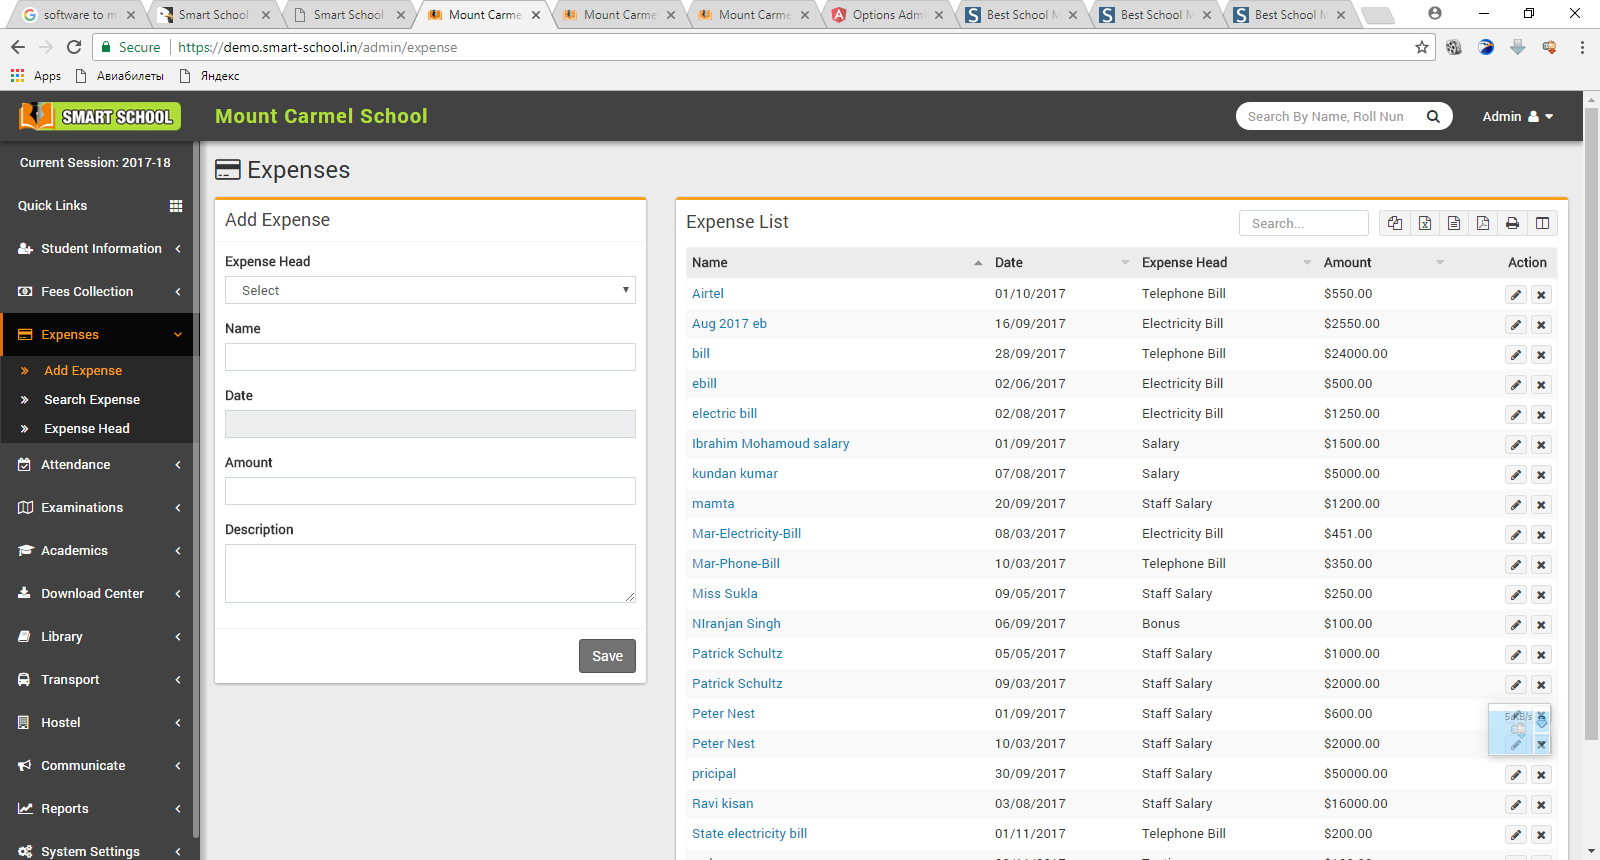 software to m
Smart School
Smart School
Mount Carme
Mount Carme
Mount Carme
Options Adm
Best School M
Best School M
Best School M
Secure https://demo.smart-school.in/admin/expense
Apps Авиабилеты Яндекс
SMART SCHOOL
Mount Carmel School
Search By Name, Roll Nun
Admin
Current Session: 2017-18
Quick Links
Student Information
Fees Collection
Expenses
Add Expense
Search Expense
Expense Head
Attendance
Examinations
Academics
Download Center
Library
Transport
Hostel
Communicate
Reports
System Settings
Expenses
Add Expense
Expense Head
Select
Name
Date
Amount
Description
Save
Expense List
Search...
Name Date Expense Head Amount Action
Airtel 01/10/2017 Telephone Bill $550.00
Aug 2017 eb 16/09/2017 Electricity Bill $2550.00
bill 28/09/2017 Telephone Bill $24000.00
ebill 02/06/2017 Electricity Bill $500.00
electric bill 02/08/2017 Electricity Bill $1250.00
Ibrahim Mohamoud salary 01/09/2017 Salary $1500.00
kundan kumar 07/08/2017 Salary $5000.00
mamta 20/09/2017 Staff Salary $1200.00
Mar-Electricity-Bill 08/03/2017 Electricity Bill $451.00
Mar-Phone-Bill 10/03/2017 Telephone Bill $350.00
Miss Sukla 09/05/2017 Staff Salary $250.00
NIranjan Singh 06/09/2017 Bonus $100.00
Patrick Schultz 05/05/2017 Staff Salary $1000.00
Patrick Schultz 09/03/2017 Staff Salary $2000.00
Peter Nest 01/09/2017 Staff Salary $600.00
Peter Nest 10/03/2017 Staff Salary $2000.00
pricipal 30/09/2017 Staff Salary $50000.00
Ravi kisan 03/08/2017 Staff Salary $16000.00
State electricity bill 01/11/2017 Telephone Bill $200.00